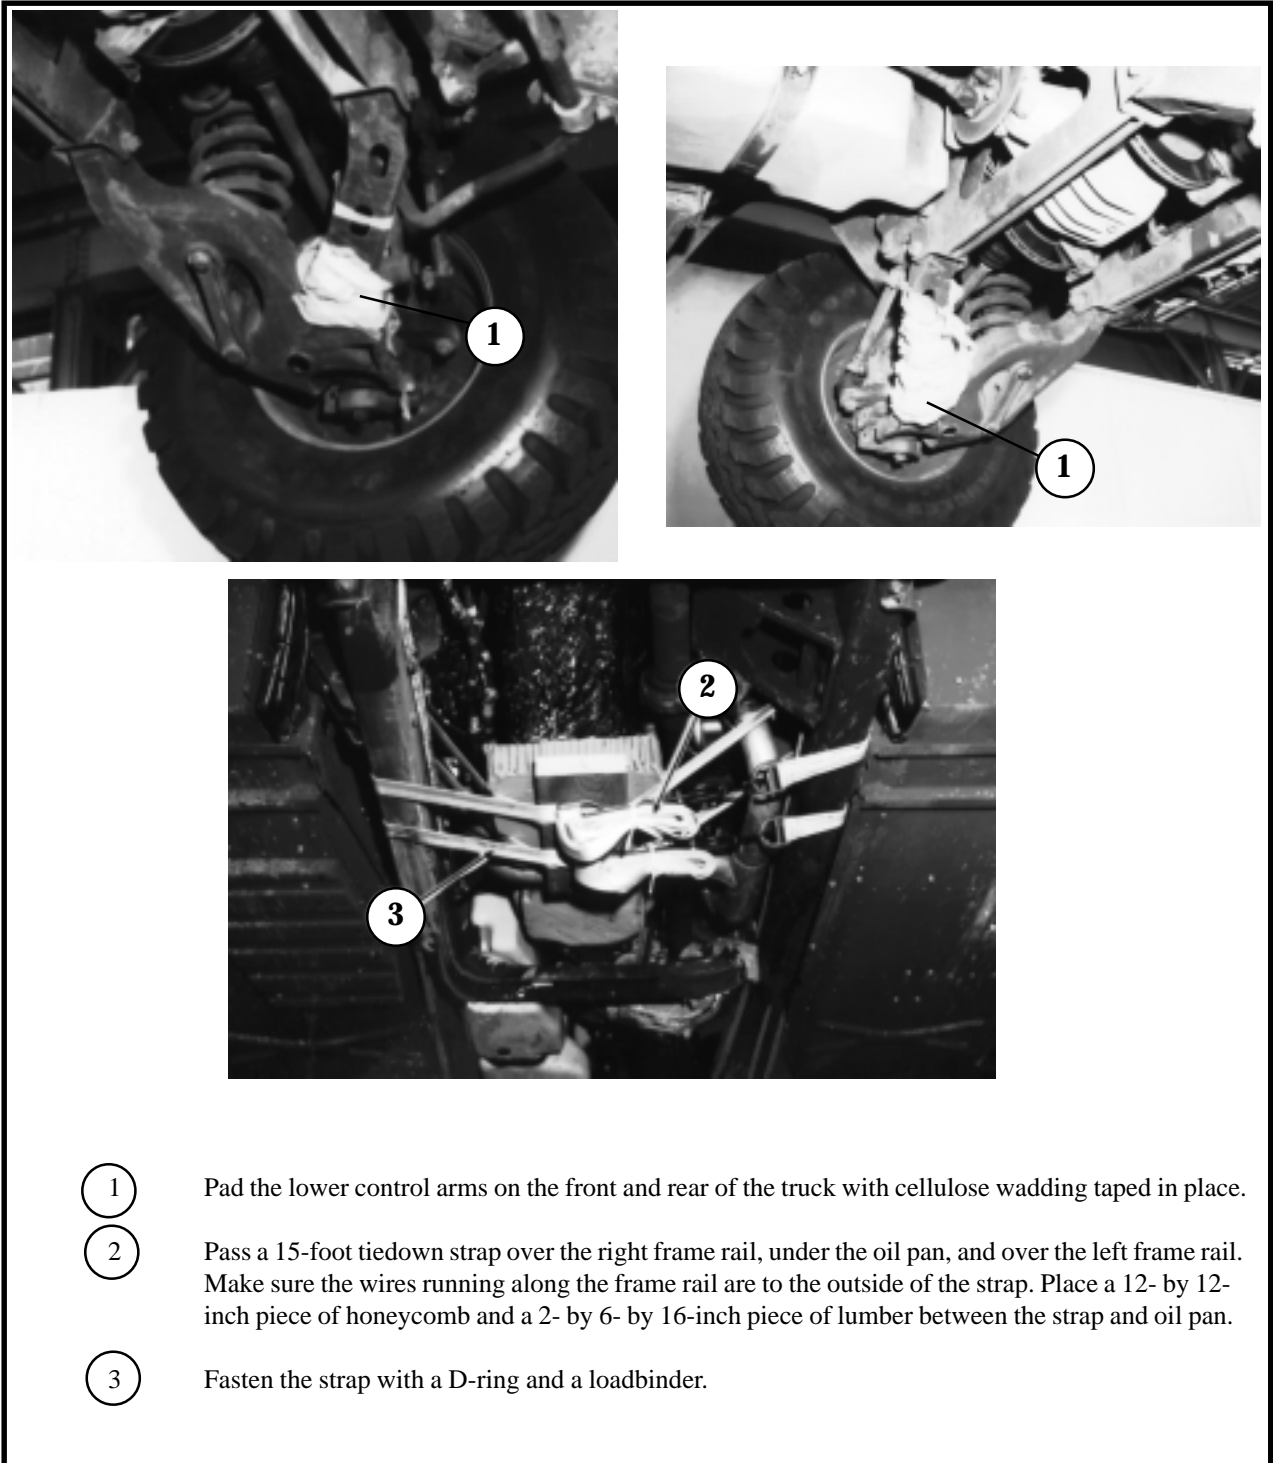 1
1
2
3
1 Pad the lower control arms on the front and rear of the truck with cellulose wadding taped in place.
2 Pass a 15-foot tiedown strap over the right frame rail, under the oil pan, and over the left frame rail.
Make sure the wires running along the frame rail are to the outside of the strap. Place a 12- by 12-
inch piece of honeycomb and a 2- by 6- by 16-inch piece of lumber between the strap and oil pan.
3 Fasten the strap with a D-ring and a loadbinder.